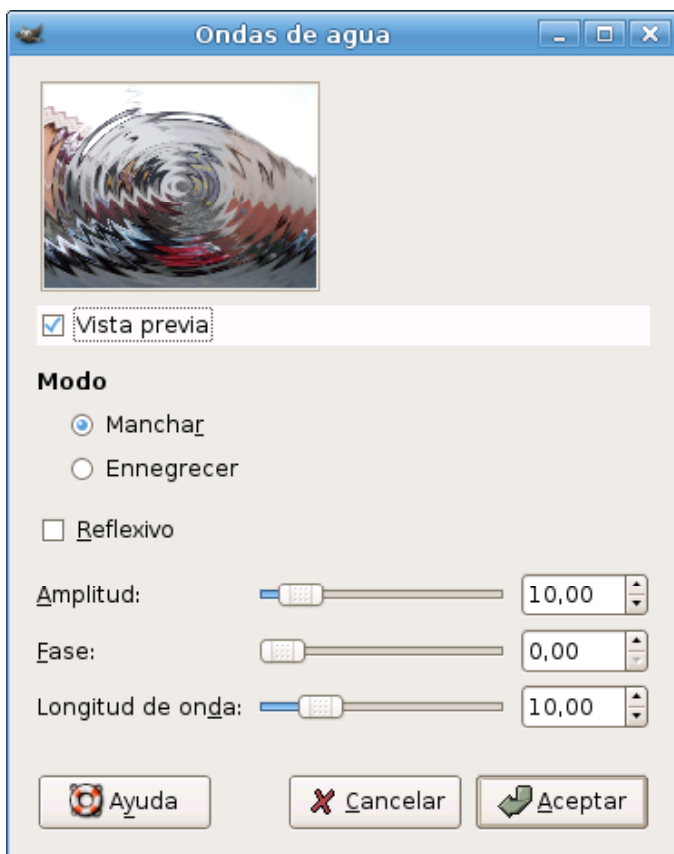 Ondas de agua
Vista previa
Modo
Manchar
Ennegrecer
Reflexivo
Amplitud: 10,00
Fase: 0,00
Longitud de onda: 10,00
Ayuda Cancelar Aceptar